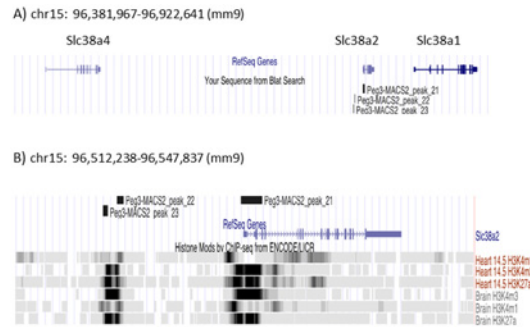 A) chr15: 96,381,967-96,922,641 (mm9)
Slc38a4 Slc38a2 Slc38a1
RefSeq Genes
Your Sequence from Blat Search
Peg3-MACS2_peak_21
Peg3-MACS2_peak_22
Peg3-MACS2_peak_23
B) chr15: 96,512,238-96,547,837 (mm9)
Peg3-MACS2_peak_22 Peg3-MACS2_peak_21
Peg3-MACS2_peak_23
RefSeq Genes
Slc38a2
Histone Mods by ChIP-seq from ENCODE/LICR
Heart 14.5 H3K4m
Heart 14.5 H3K4m
Heart 14.5 H3K27a
Brain H3K4m3
Brain H3K4m1
Brain H3K27a